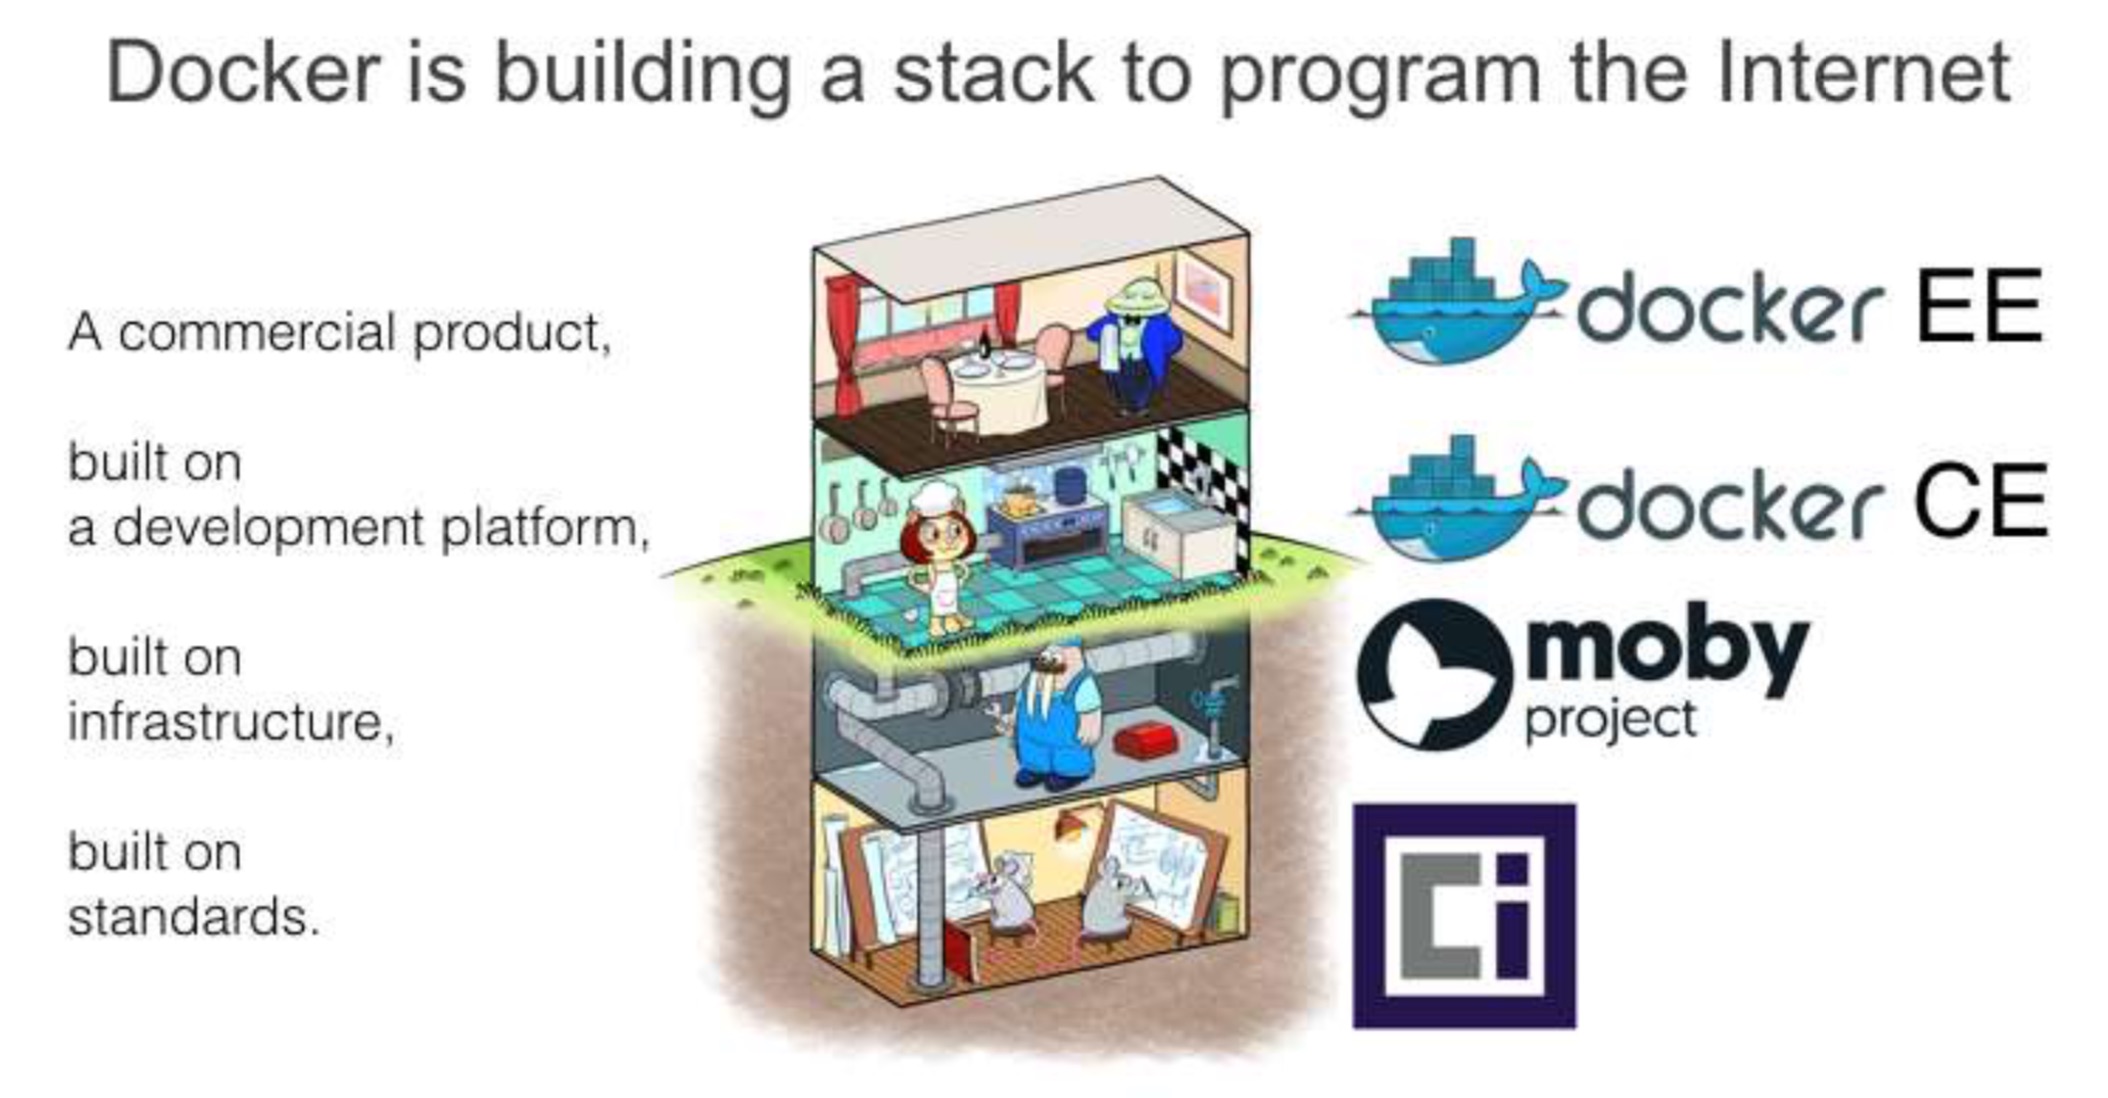 Docker is building a stack to program the Internet
A commercial product,
docker EE
built on
a development platform,
docker CE
built on
infrastructure,
moby
project
built on
standards.
Ci